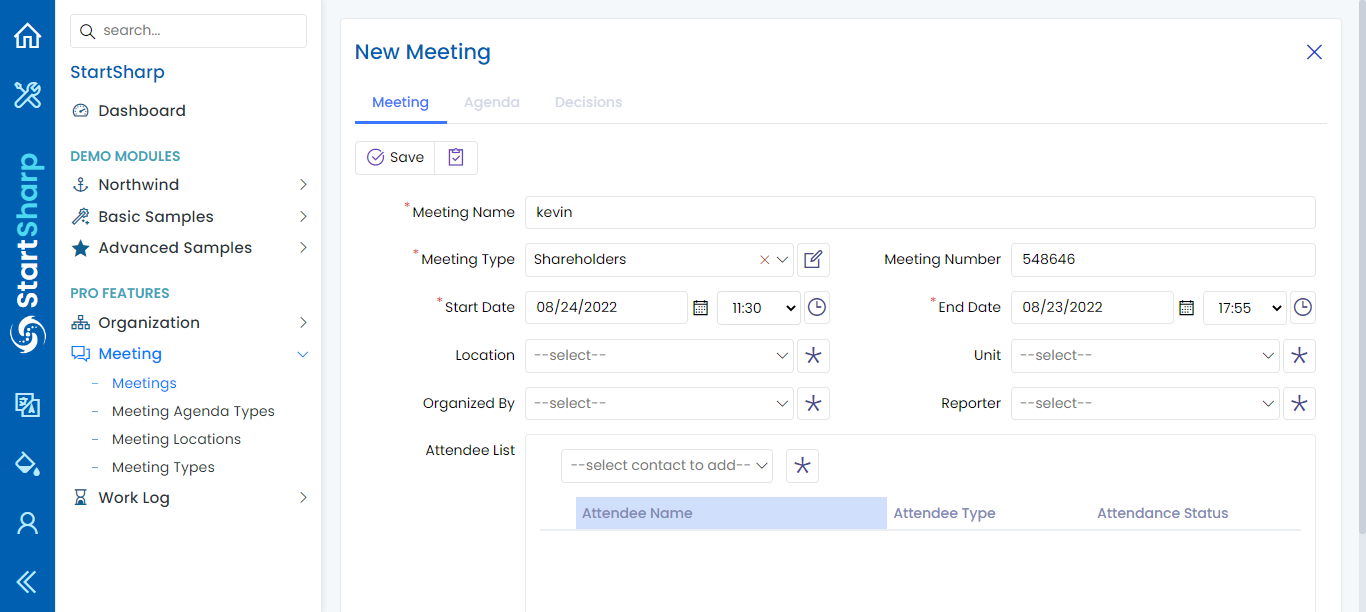 search...
StartSharp
Dashboard
DEMO MODULES
Northwind
Basic Samples
Advanced Samples
PRO FEATURES
Organization
Meeting
Meetings
Meeting Agenda Types
Meeting Locations
Meeting Types
Work Log
StartSharp
New Meeting
Meeting Agenda Decisions
Save
*Meeting Name kevin
*Meeting Type Shareholders Meeting Number 548646
*Start Date 08/24/2022 11:30 *End Date 08/23/2022 17:55
Location --select-- Unit --select--
Organized By --select-- Reporter --select--
Attendee List
--select contact to add--
Attendee Name Attendee Type Attendance Status